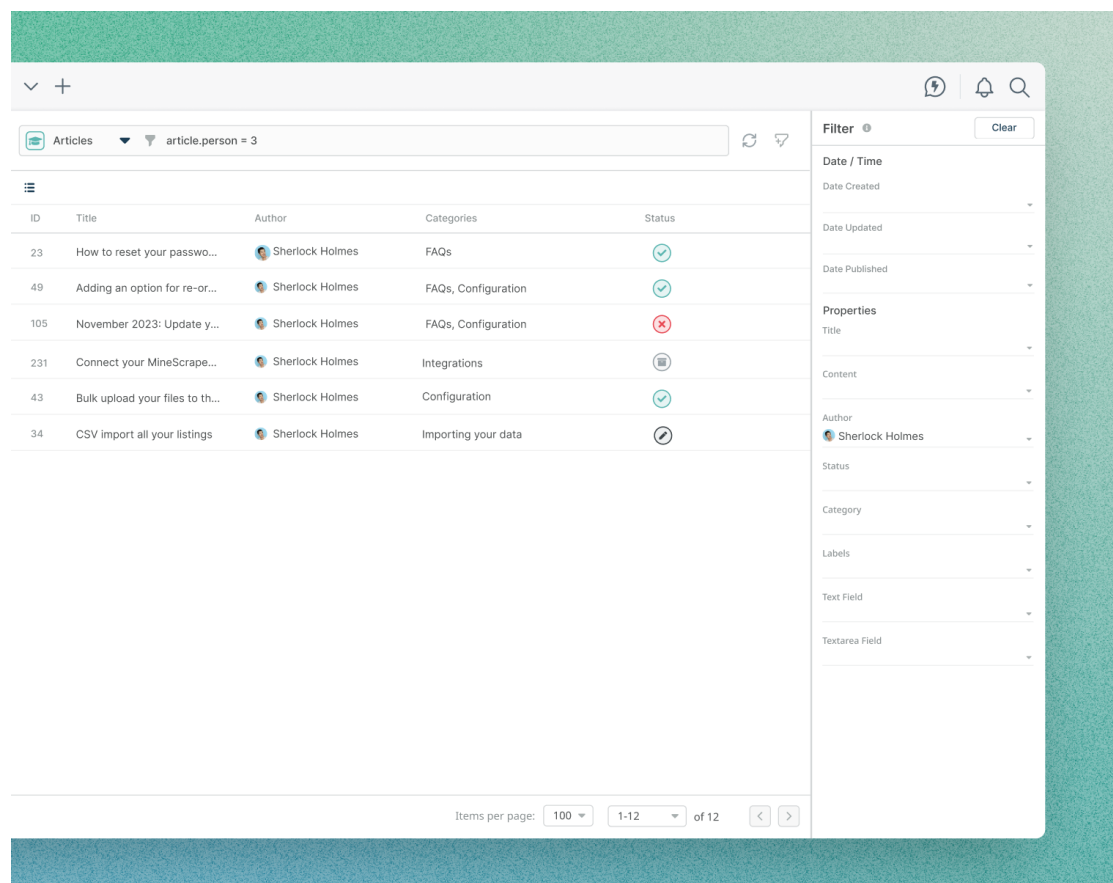 Articles article.person = 3
ID Title Author Categories Status
23 How to reset your passwo... Sherlock Holmes FAQs
49 Adding an option for re-or... Sherlock Holmes FAQs, Configuration
105 November 2023: Update y... Sherlock Holmes FAQs, Configuration
231 Connect your MineScrape... Sherlock Holmes Integrations
43 Bulk upload your files to th... Sherlock Holmes Configuration
34 CSV import all your listings Sherlock Holmes Importing your data
Items per page: 100 1-12 of 12
Filter Clear
Date / Time
Date Created
Date Updated
Date Published
Properties
Title
Content
Author
Sherlock Holmes
Status
Category
Labels
Text Field
Textarea Field